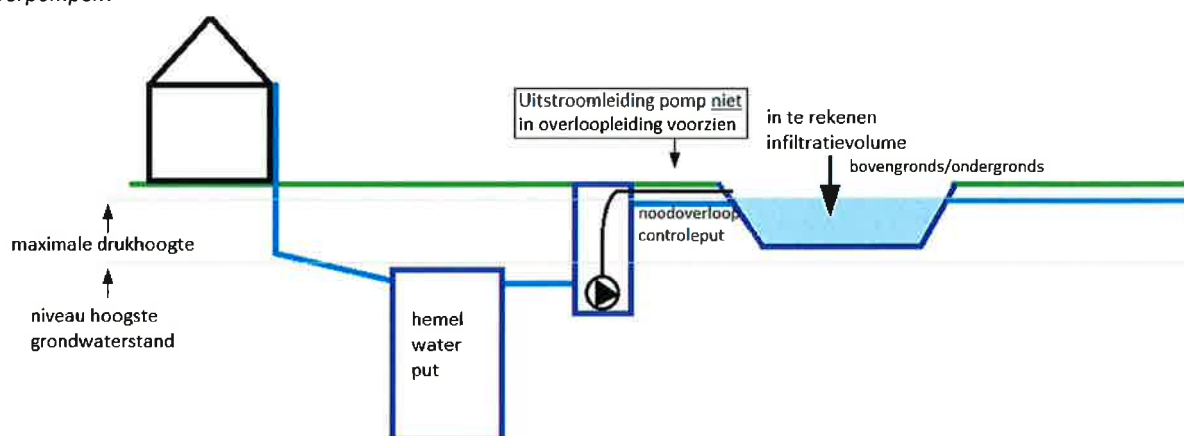 Uitstroomleiding pomp niet
in overloopleiding voorzien
in te rekenen
infiltratievolume
bovengronds/ondergronds
noodoverloop
controleput
maximale drukhoogte
niveau hoogste
grondwaterstand
hemel
water
put